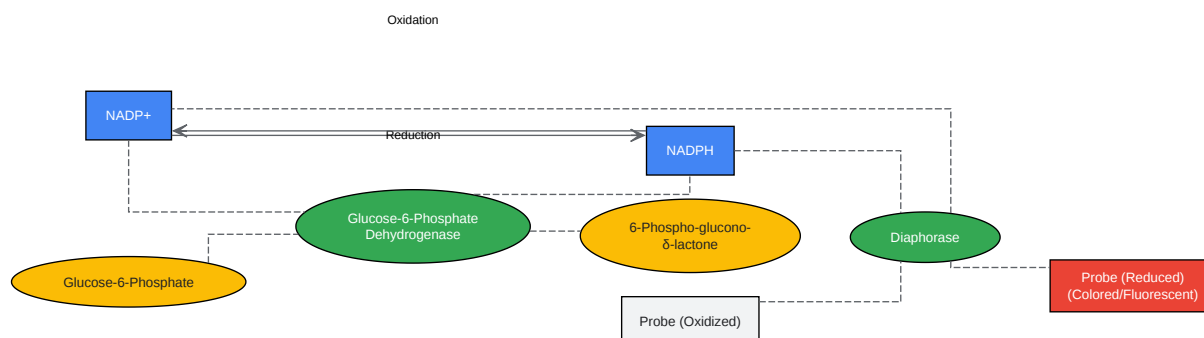 Oxidation
NADP+
Reduction
NADPH
Glucose-6-Phosphate
Dehydrogenase
6-Phospho-glucono-
δ-lactone
Diaphorase
Glucose-6-Phosphate
Probe (Reduced)
(Colored/Fluorescent)
Probe (Oxidized)